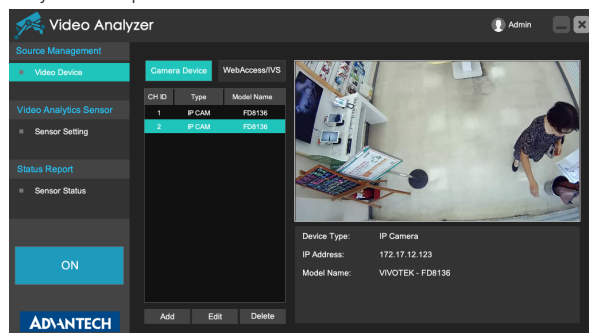 Video Analyzer
Admin
Source Management
Video Device
Video Analytics Sensor
Sensor Setting
Status Report
Sensor Status
ON
ADVANTECH
Camera Device WebAccess/IVS
CH ID Type Model Name
1 IP CAM FD8136
2 IP CAM FD8136
Add Edit Delete
Device Type: IP Camera
IP Address: 172.17.12.123
Model Name: VIVOTEK - FD8136